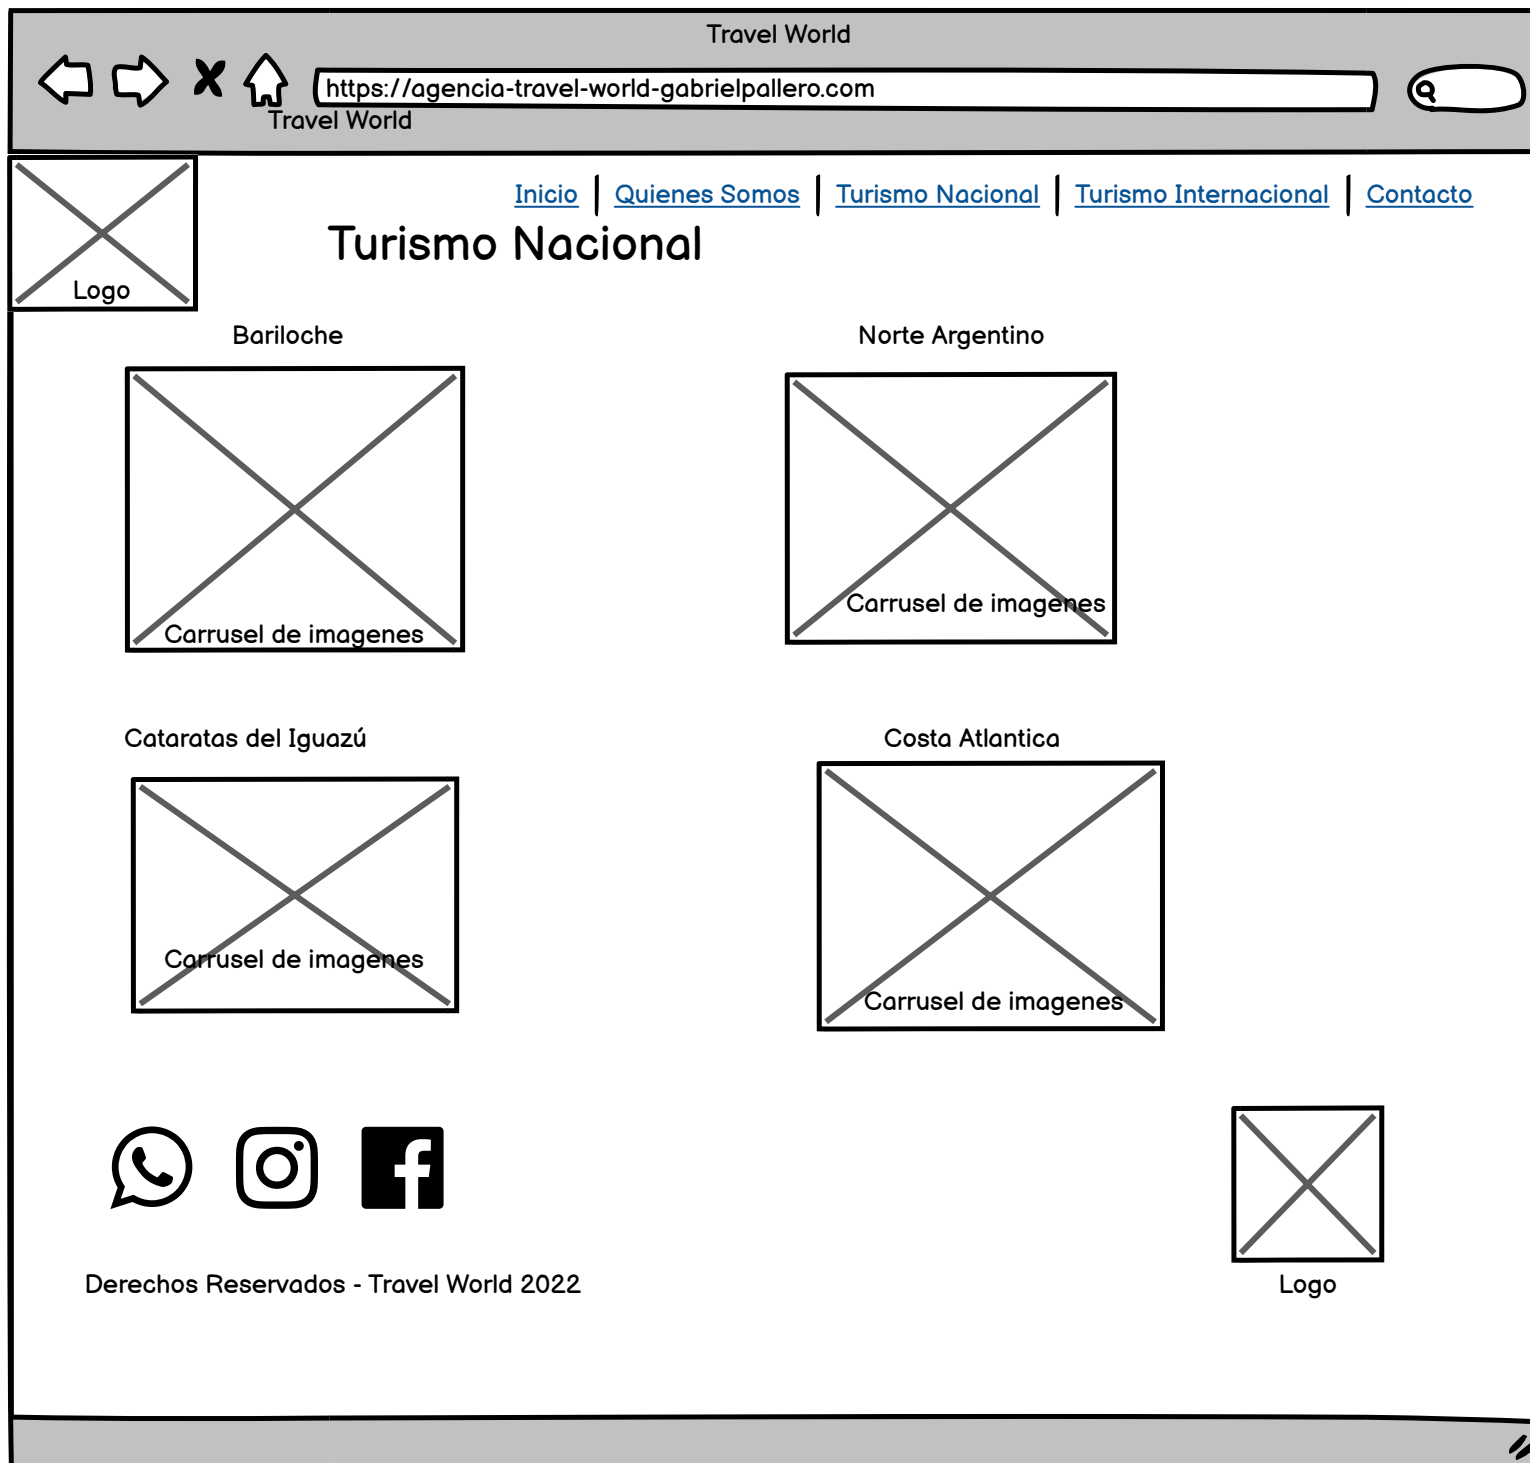 Travel World
https://agencia-travel-world-gabrielpallero.com
Travel World
Inicio Quienes Somos Turismo Nacional Turismo Internacional Contacto
Turismo Nacional
Logo
Bariloche
Norte Argentino
Carrusel de imagenes
Carrusel de imagenes
Cataratas del Iguazú
Costa Atlantica
Carrusel de imagenes
Carrusel de imagenes
Derechos Reservados - Travel World 2022
Logo